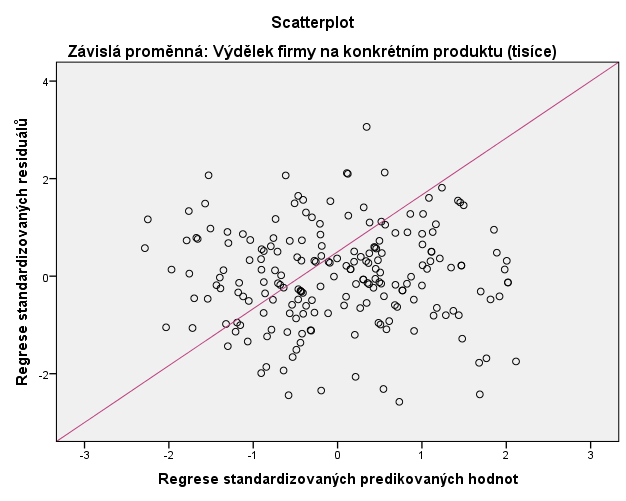 Scatterplot
Závislá proměnná: Výdělek firmy na konkrétním produktu (tisíce)
Regrese standardizovaných residuálů
4
2
0
-2
-3 -2 -1 0 1 2 3
Regrese standardizovaných predikovaných hodnot